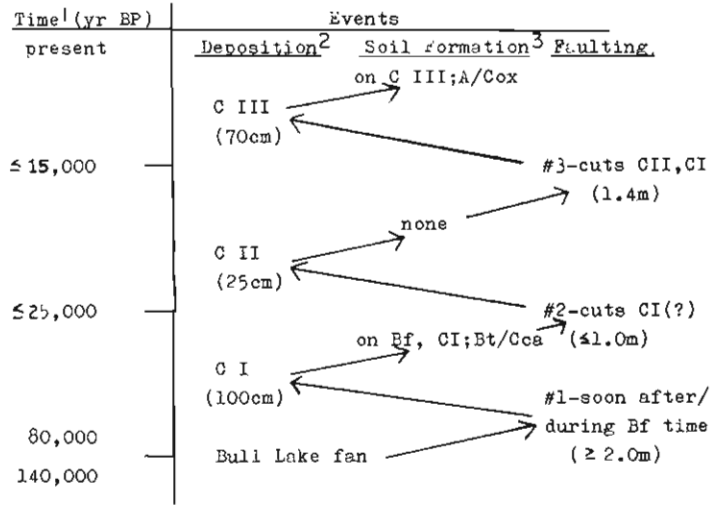 Time¹ (yr BP) Events
present Deposition² Soil Formation³ Faulting
on C III;A/Cox
C III
(70cm)
≤15,000 #3-cuts CII,CI
(1.4m)
none
C II
(25cm)
≤25,000 #2-cuts CI(?)
on Bf, CI;Bt/Cca (≤1.0m)
C I
(100cm) #1-soon after/
80,000 during Bf time
Bull Lake fan (≥2.0m)
140,000